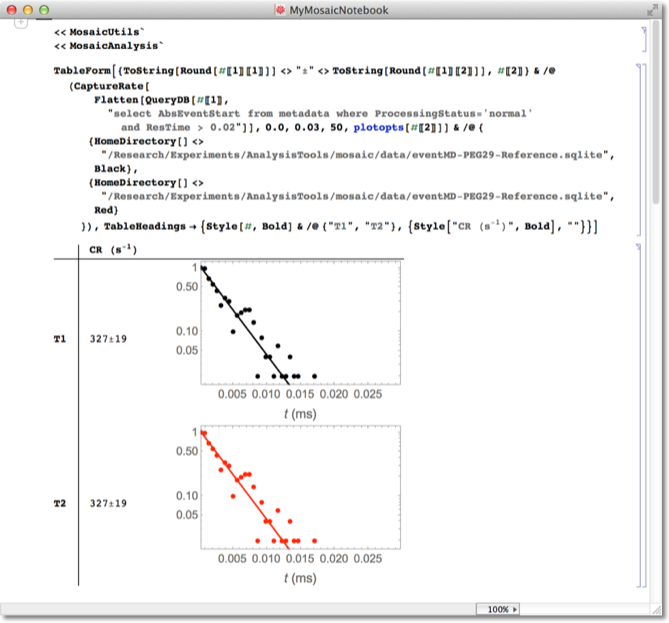 MyMosaicNotebook
<< MosaicUtils`
<< MosaicAnalysis`
TableForm[(ToString[Round[#[[1]][[1]]]] <> "±" <> ToString[Round[#[[1]][[2]]]], #[[2]]} & /@
(CaptureRate[
Flatten[QueryDB[#[[1]],
"select AbsEventStart from metadata where ProcessingStatus='normal'
and ResTime > 0.02"]], 0.0, 0.03, 50, plotopts[#[[2]]]] & /@ {
{HomeDirectory[] <>
"/Research/Experiments/AnalysisTools/mosaic/data/eventMD-PEG29-Reference.sqlite",
Black},
{HomeDirectory[] <>
"/Research/Experiments/AnalysisTools/mosaic/data/eventMD-PEG29-Reference.sqlite",
Red}
}), TableHeadings → {Style[#, Bold] & /@ {"T1", "T2"}, {Style["CR (s⁻¹)", Bold], ""}}]
CR (s⁻¹)
1
0.50
0.10
0.05
T1 327±19
0.005 0.010 0.015 0.020 0.025
t (ms)
1
0.50
0.10
0.05
T2 327±19
0.005 0.010 0.015 0.020 0.025
t (ms)
100%